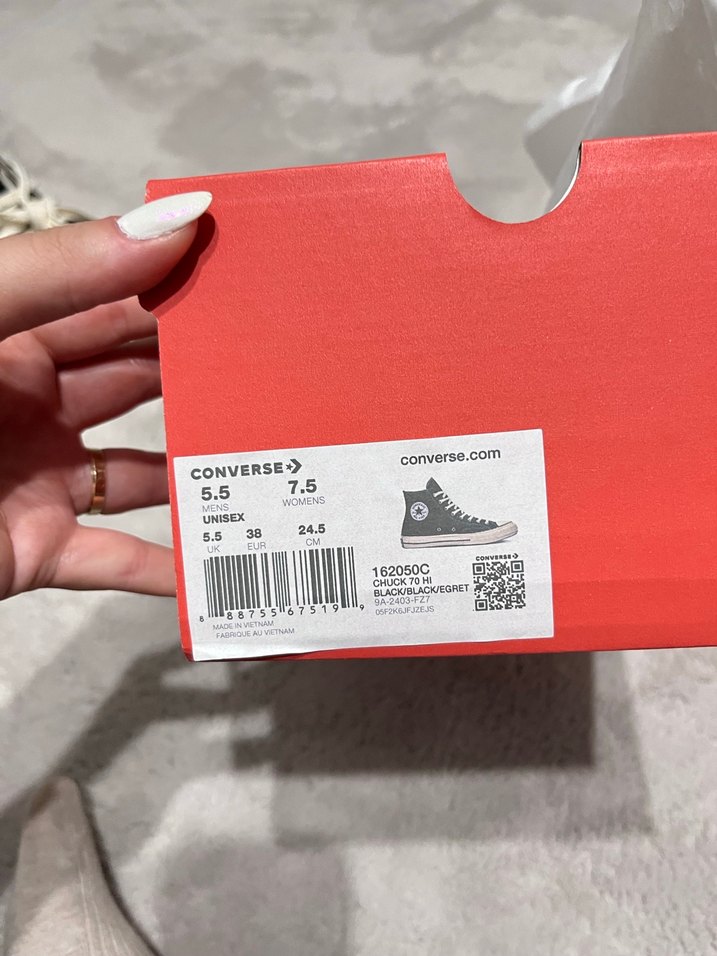 CONVERSE
converse.com
5.5 7.5
MENS WOMENS
UNISEX
5.5 38 24.5
UK EUR CM
8 88755 67519 9
MADE IN VIETNAM
FABRIQUE AU VIETNAM
162050C
CHUCK 70 HI
BLACK/BLACK/EGRET
9A-2403-FZ7
05F2K6JFJZEJS
CONVERSE